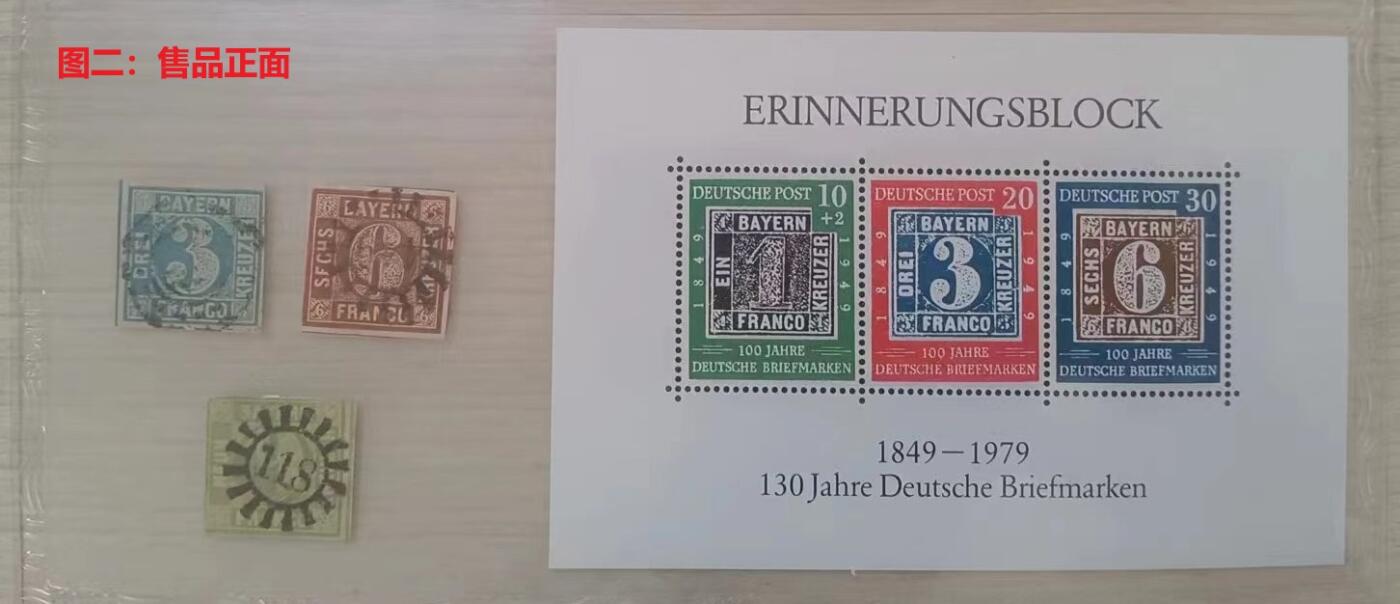 图二：售品正面
BAYERN
DREI
3
KREUZER
FRANCO
BAYERN
SECHS
6
KREUZER
FRANCO
118
ERINNERUNGSBLOCK
DEUTSCHE POST 10
+2
BAYERN
EIN
1
KREUZER
FRANCO
1849
1949
100 JAHRE
DEUTSCHE BRIEFMARKEN
DEUTSCHE POST 20
BAYERN
DREI
3
KREUZER
FRANCO
1849
1949
100 JAHRE
DEUTSCHE BRIEFMARKEN
DEUTSCHE POST 30
BAYERN
SECHS
6
KREUZER
FRANCO
1849
1949
100 JAHRE
DEUTSCHE BRIEFMARKEN
1849—1979
130 Jahre Deutsche Briefmarken